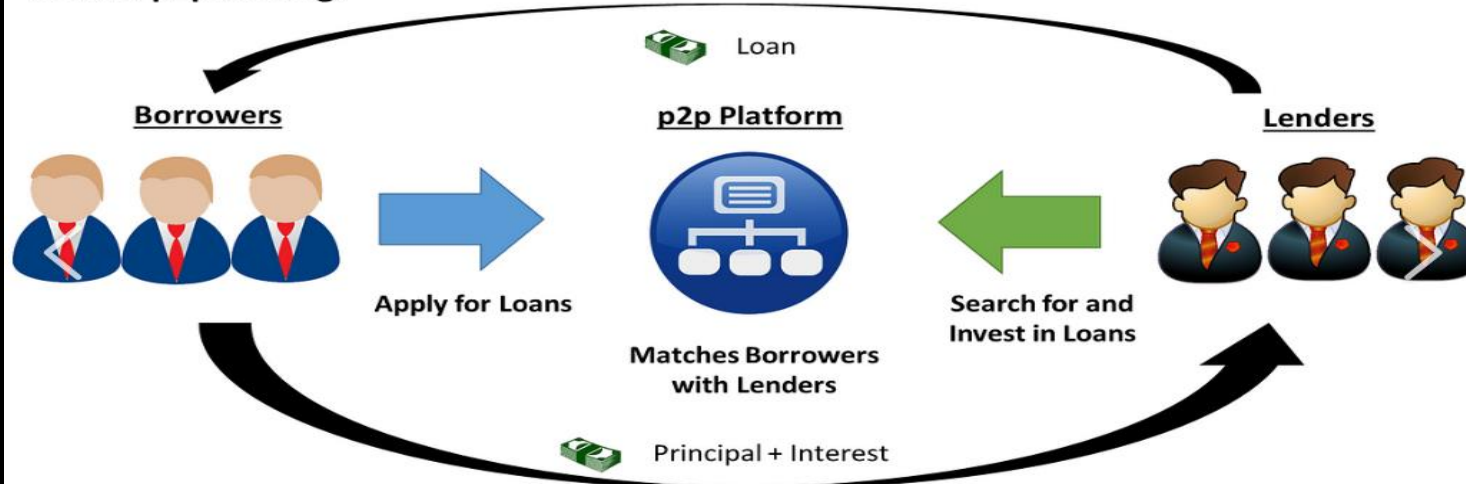 Loan
Borrowers
p2p Platform
Lenders
Apply for Loans
Search for and
Invest in Loans
Matches Borrowers
with Lenders
Principal + Interest